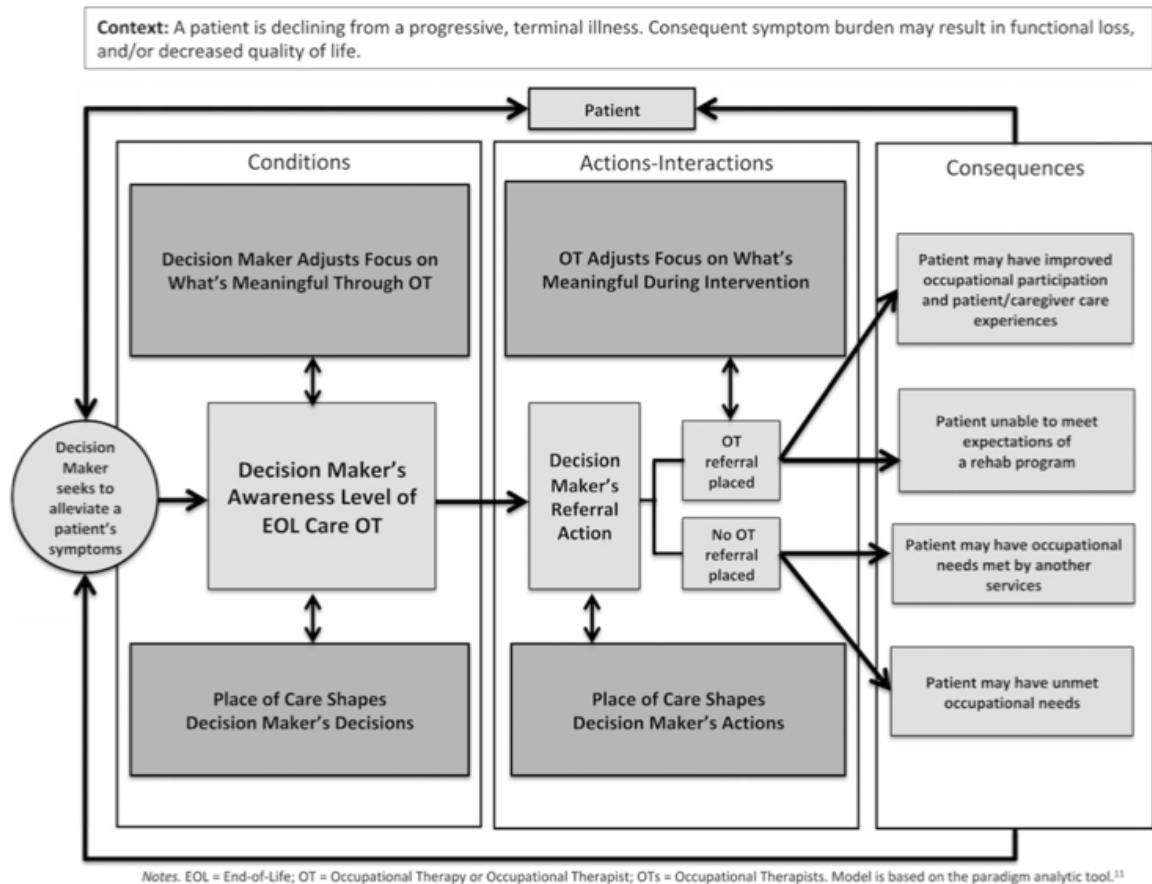 Context: A patient is declining from a progressive, terminal illness. Consequent symptom burden may result in functional loss,
and/or decreased quality of life.
Patient
Conditions
Actions-Interactions
Consequences
Decision Maker Adjusts Focus on
What's Meaningful Through OT
OT Adjusts Focus on What's
Meaningful During Intervention
Patient may have improved
occupational participation
and patient/caregiver care
experiences
Decision
Maker
seeks to
alleviate a
patient's
symptoms
Decision Maker's
Awareness Level of
EOL Care OT
Decision
Maker's
Referral
Action
OT
referral
placed
No OT
referral
placed
Patient unable to meet
expectations of
a rehab program
Patient may have occupational
needs met by another
services
Place of Care Shapes
Decision Maker's Decisions
Place of Care Shapes
Decision Maker's Actions
Patient may have unmet
occupational needs
Notes. EOL = End-of-Life; OT = Occupational Therapy or Occupational Therapist; OTs = Occupational Therapists. Model is based on the paradigm analytic tool.¹¹